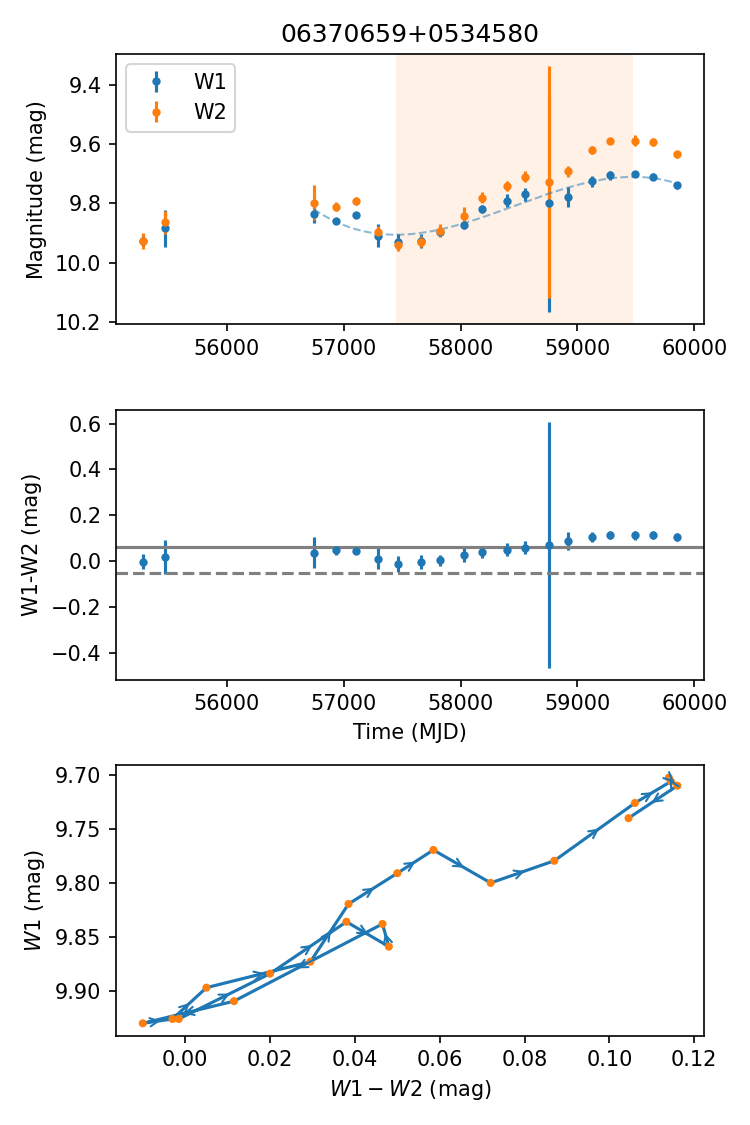 06370659+0534580
Magnitude (mag)
9.4
9.6
9.8
10.0
10.2
W1
W2
56000 57000 58000 59000 60000
W1-W2 (mag)
0.6
0.4
0.2
0.0
−0.2
−0.4
56000 57000 58000 59000 60000
Time (MJD)
W1 (mag)
9.70
9.75
9.80
9.85
9.90
0.00 0.02 0.04 0.06 0.08 0.10 0.12
W1 − W2 (mag)